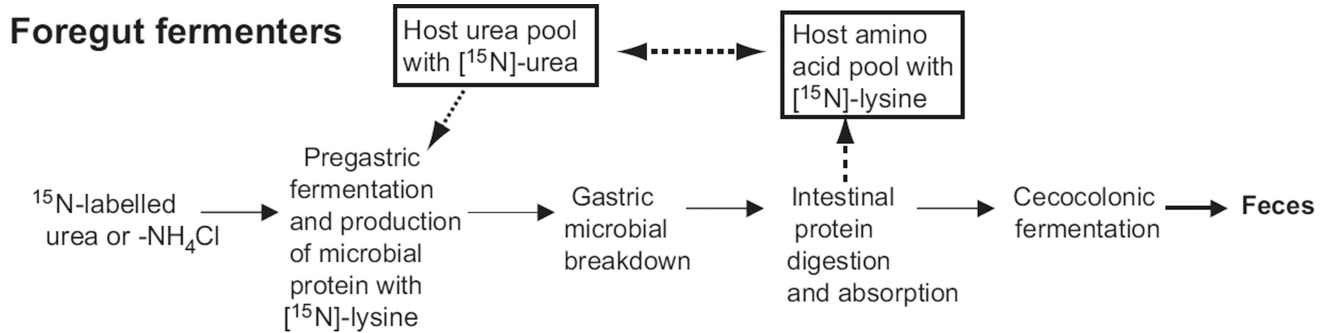 Foregut fermenters
Host urea pool
with [¹⁵N]-urea
Host amino
acid pool with
[¹⁵N]-lysine
¹⁵N-labelled
urea or -NH₄Cl
Pregastric
fermentation
and production
of microbial
protein with
[¹⁵N]-lysine
Gastric
microbial
breakdown
Intestinal
protein
digestion
and absorption
Cecocolonic
fermentation
Feces